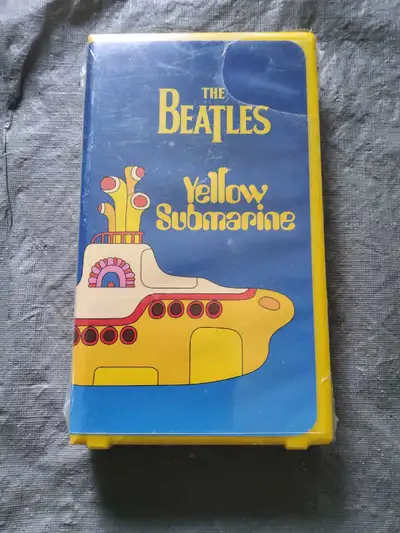 THE
BEATLES
Yellow
Submarine